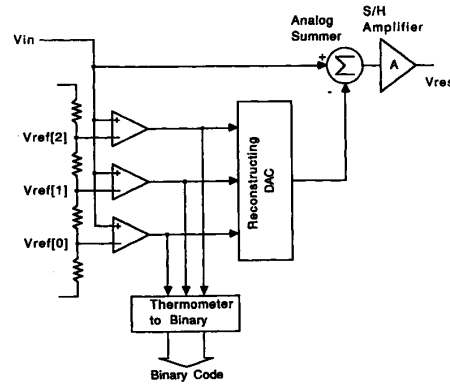 S/H
Analog Amplifier
Summer
Vin
+
Σ
A
-
Vres
+
Vref[2]
-
+
Vref[1]
-
+
Vref[0]
-
Reconstructing
DAC
Thermometer
to Binary
Binary Code